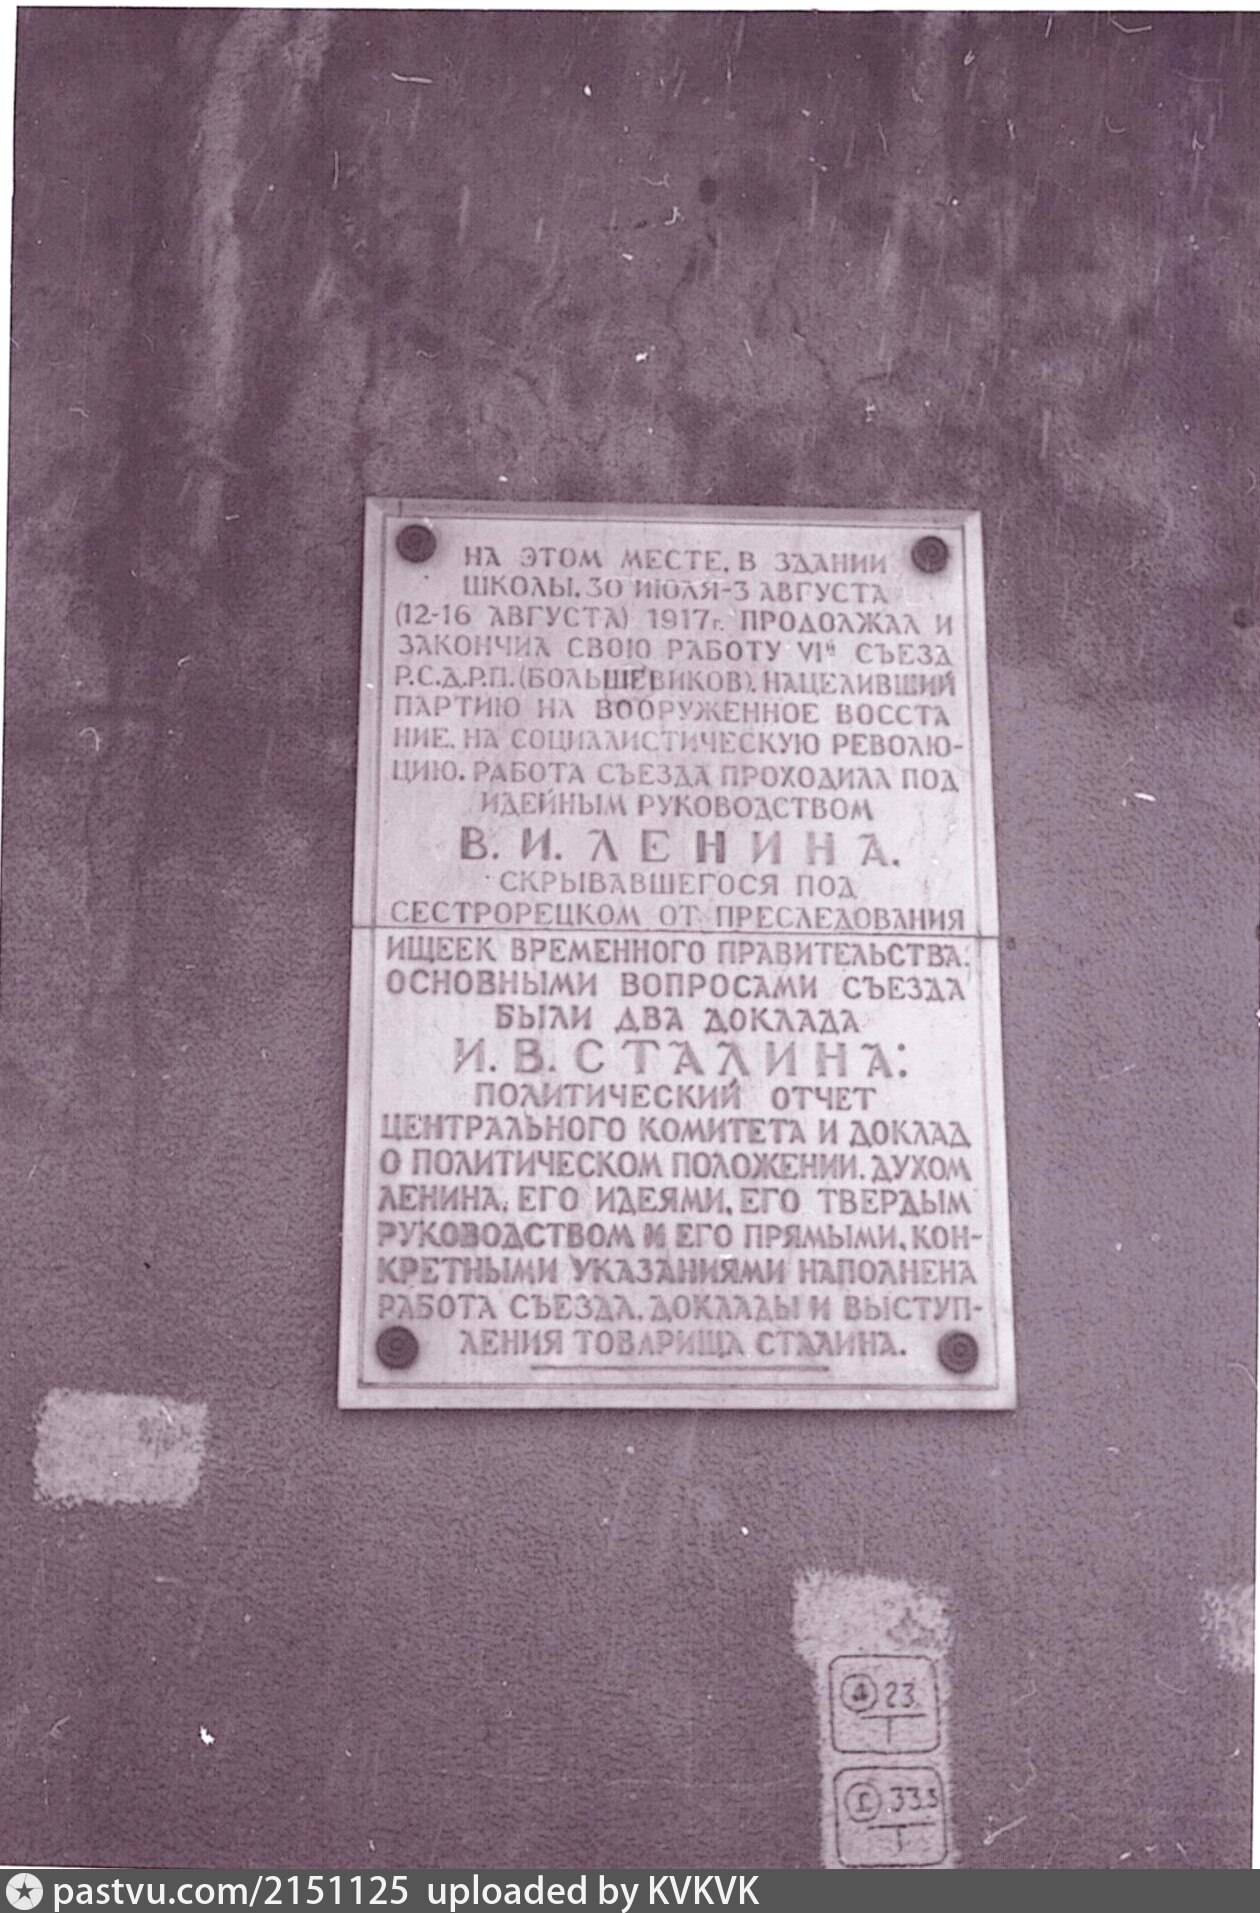 НА ЭТОМ МЕСТЕ, В ЗДАНИИ
ШКОЛЫ, 30 ИЮЛЯ-3 АВГУСТА
(12-16 АВГУСТА) 1917г. ПРОДОЛЖАЛ И
ЗАКОНЧИЛ СВОЮ РАБОТУ VIй СЪЕЗД
Р.С.Д.Р.П. (БОЛЬШЕВИКОВ), НАЦЕЛИВШИЙ
ПАРТИЮ НА ВООРУЖЕННОЕ ВОССТА
НИЕ, НА СОЦИАЛИСТИЧЕСКУЮ РЕВОЛЮ-
ЦИЮ. РАБОТА СЪЕЗДА ПРОХОДИЛА ПОД
ИДЕЙНЫМ РУКОВОДСТВОМ
В. И. ЛЕНИНА,
СКРЫВАВШЕГОСЯ ПОД
СЕСТРОРЕЦКОМ ОТ ПРЕСЛЕДОВАНИЯ
ИЩЕЕК ВРЕМЕННОГО ПРАВИТЕЛЬСТВА.
ОСНОВНЫМИ ВОПРОСАМИ СЪЕЗДА
БЫЛИ ДВА ДОКЛАДА
И. В. СТАЛИНА:
ПОЛИТИЧЕСКИЙ ОТЧЕТ
ЦЕНТРАЛЬНОГО КОМИТЕТА И ДОКЛАД
О ПОЛИТИЧЕСКОМ ПОЛОЖЕНИИ. ДУХОМ
ЛЕНИНА, ЕГО ИДЕЯМИ, ЕГО ТВЕРДЫМ
РУКОВОДСТВОМ И ЕГО ПРЯМЫМИ, КОН-
КРЕТНЫМИ УКАЗАНИЯМИ НАПОЛНЕНА
РАБОТА СЪЕЗДА, ДОКЛАДЫ И ВЫСТУП-
ЛЕНИЯ ТОВАРИЩА СТАЛИНА.
23
33.5
pastvu.com/2151125 uploaded by KVKVK